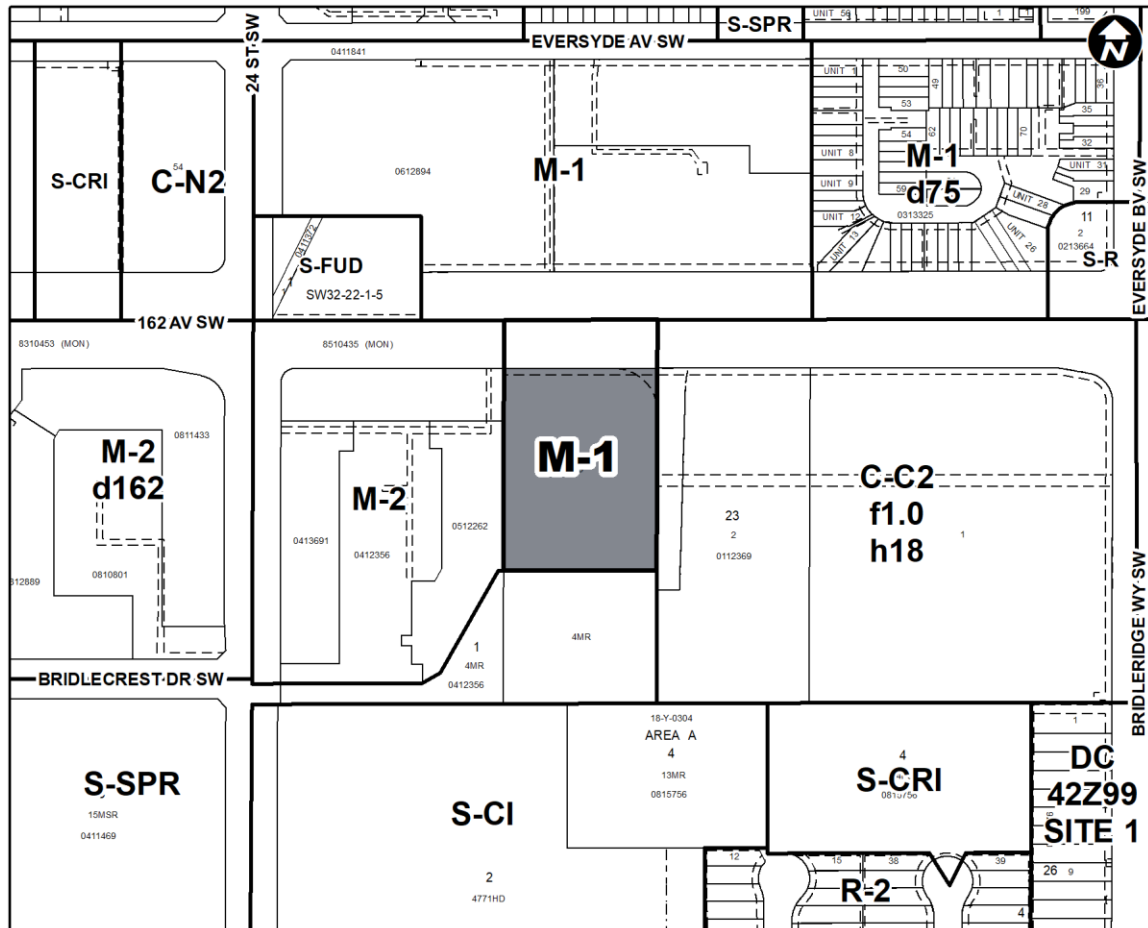 UNIT 56
1
1
199
S-SPR
N
EVERSYDE AV SW
24 ST SW
0411841
UNIT 1
50
49
36
53
35
54
62
70
32
54
S-CRI
C-N2
0612894
M-1
UNIT 8
M-1
d75
UNIT 31
UNIT 9
59
29
UNIT 28
UNIT 12
0313325
11
2
0213664
UNIT 13
UNIT 26
S-R
EVERSYDE BV SW
0411372
S-FUD
SW32-22-1-5
162 AV SW
8310453 (MON)
8510435 (MON)
0811433
M-2
d162
M-2
M-1
C-C2
f1.0
h18
23
2
0112369
1
0413691
0412356
0512262
0810801
812889
4MR
1
4MR
0412356
BRIDLECREST DR SW
BRIDLERIDGE WY SW
18-Y-0304
AREA A
4
13MR
0815756
4
S-CRI
0815756
1
DC
42Z99
SITE 1
S-SPR
15MSR
0411469
S-CI
2
4771HD
12
15
38
39
R-2
4
26
9